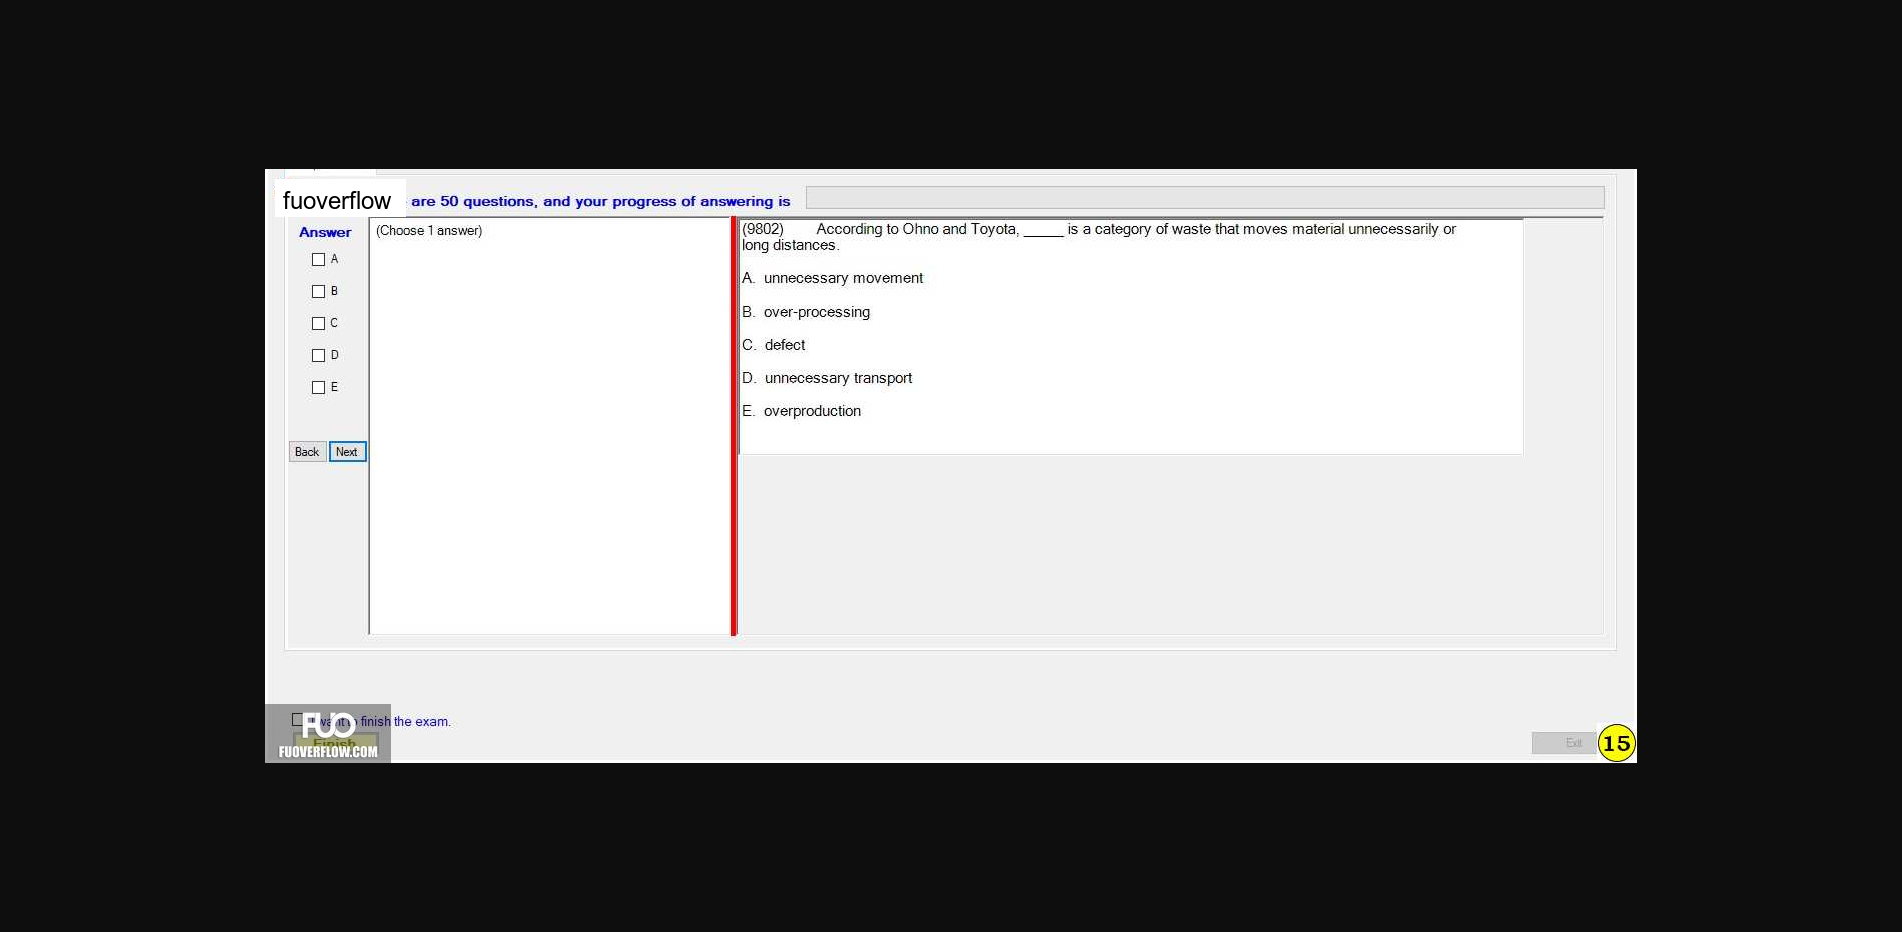 fuoverflow are 50 questions, and your progress of answering is
Answer
(Choose 1 answer)
A
B
C
D
E
Back Next
(9802) According to Ohno and Toyota, _____ is a category of waste that moves material unnecessarily or
long distances.
A. unnecessary movement
B. over-processing
C. defect
D. unnecessary transport
E. overproduction
I want to finish the exam.
FUO
Finish
FUOVERFLOW.COM
Exit
15